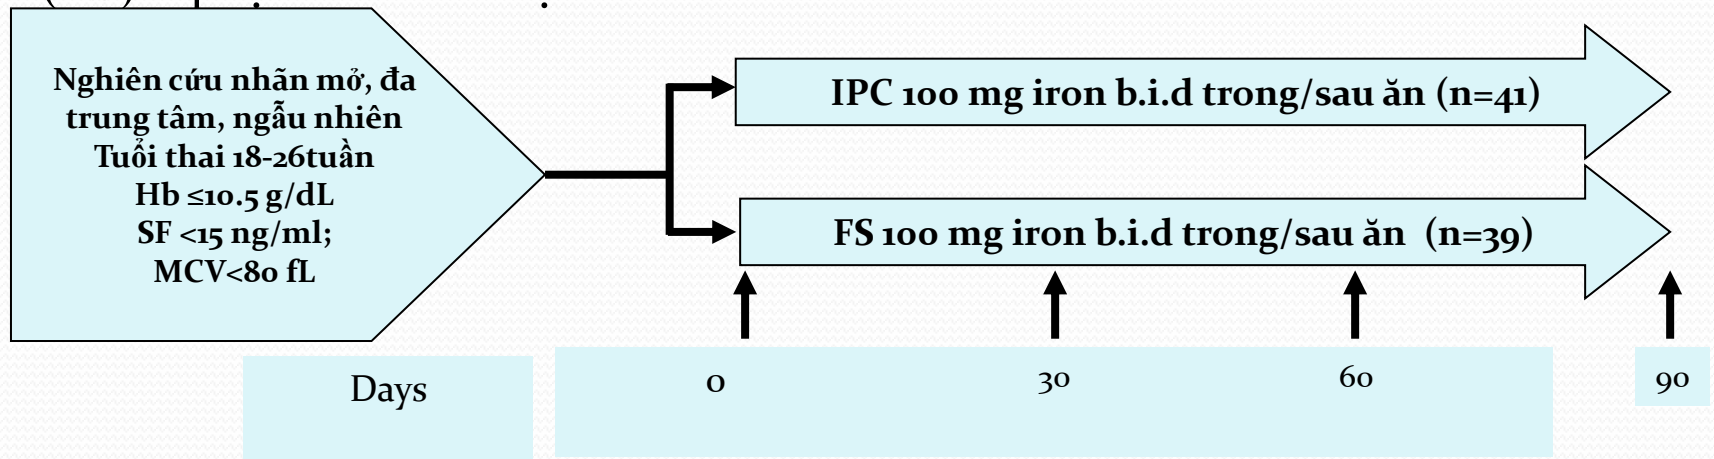 Nghiên cứu nhãn mở, đa
trung tâm, ngẫu nhiên
Tuổi thai 18-26tuần
Hb ≤10.5 g/dL
SF <15 ng/ml;
MCV<80 fL
IPC 100 mg iron b.i.d trong/sau ăn (n=41)
FS 100 mg iron b.i.d trong/sau ăn (n=39)
Days 0 30 60 90